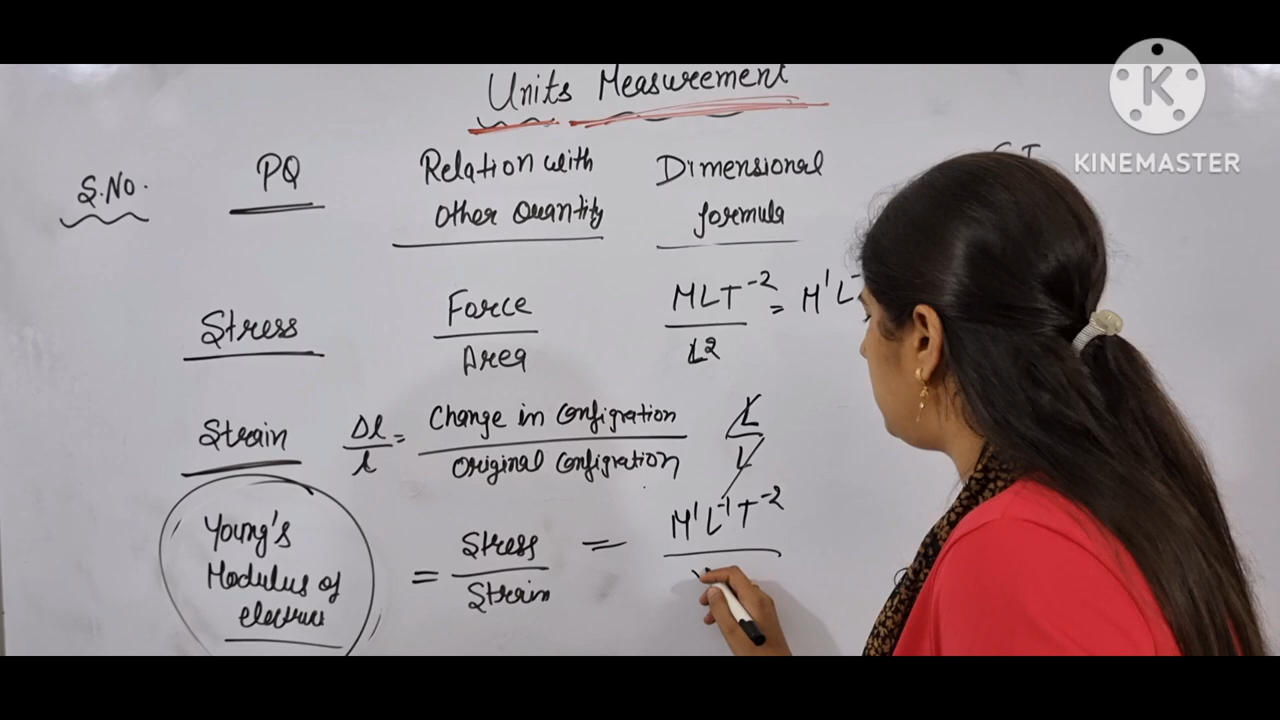 Units Measurement
S.No.
PQ
Relation with
Other Quantity
Dimensional
formula
Stress
Force
Area
MLT⁻² = M¹L⁻
L²
Strain
Δl = Change in Configration
l Original Configration
L
L
Young's
Modulus of
= Stress = M¹L⁻¹T⁻²
Strain
K
KINEMASTER